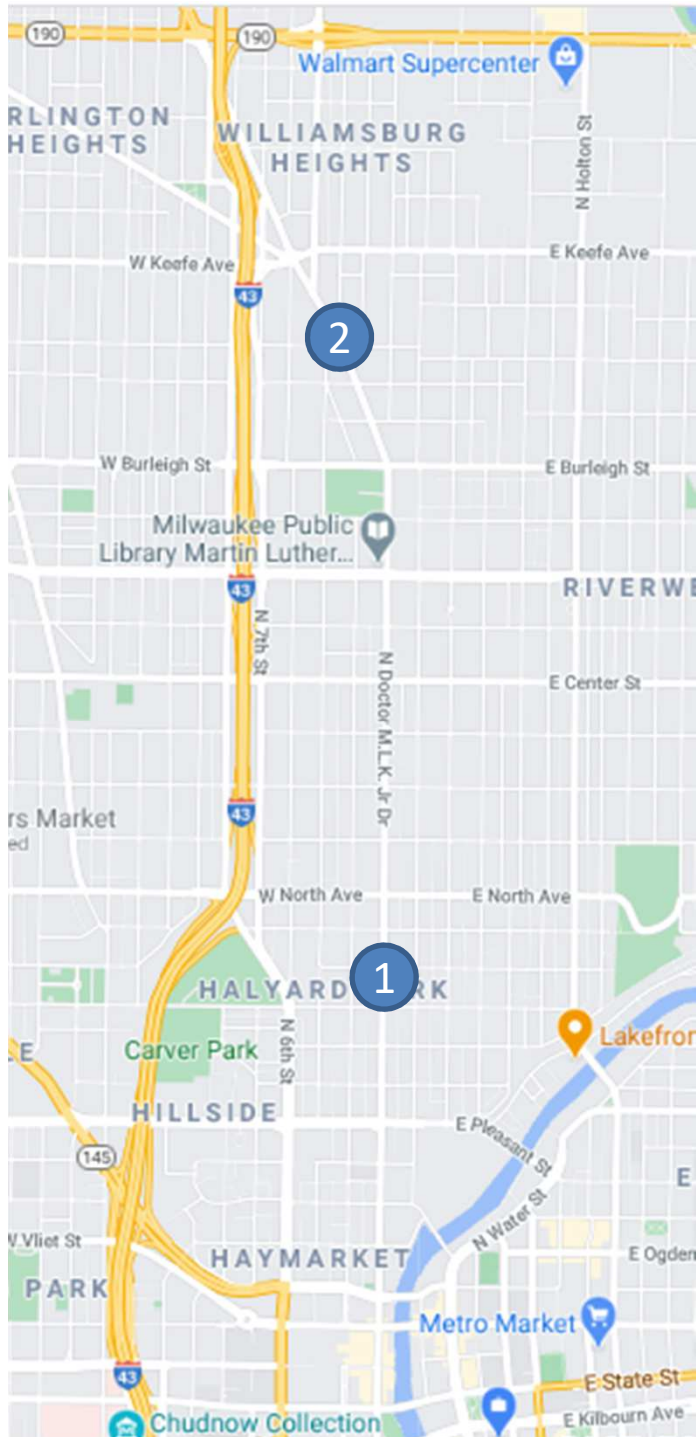 190
190
Walmart Supercenter
RLINGTON
HEIGHTS
WILLIAMSBURG
HEIGHTS
N Holton St
W Keefe Ave
E Keefe Ave
43
2
W Burleigh St
E Burleigh St
Milwaukee Public
Library Martin Luther...
43
RIVERWE
N 7th St
E Center St
N Doctor M.L.K. Jr Dr
43
rs Market
ed
W North Ave
E North Ave
1
HALYARD RK
N 6th St
Lakefror
LE
Carver Park
HILLSIDE
E Pleasant St
145
E
N Water St
W Vliet St
HAYMARKET
E Ogden
PARK
Metro Market
43
E State St
E Kilbourn Ave
Chudnow Collection